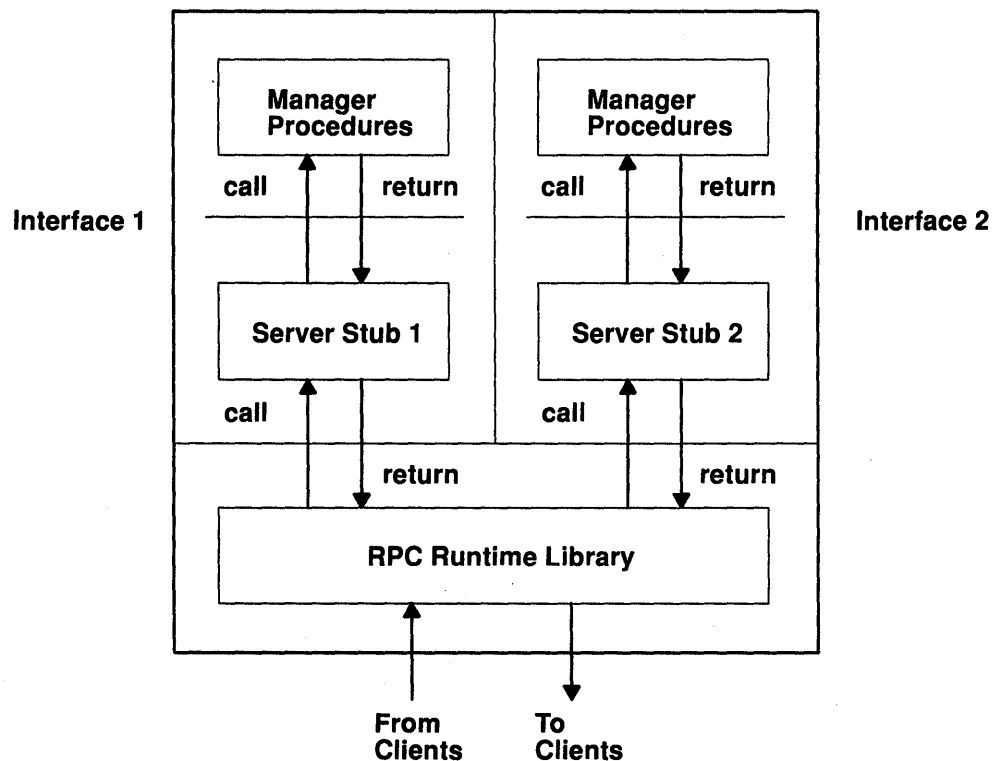 Manager
Procedures
Manager
Procedures
call
return
call
return
Interface 1
Interface 2
Server Stub 1
Server Stub 2
call
call
return
return
RPC Runtime Library
From
Clients
To
Clients